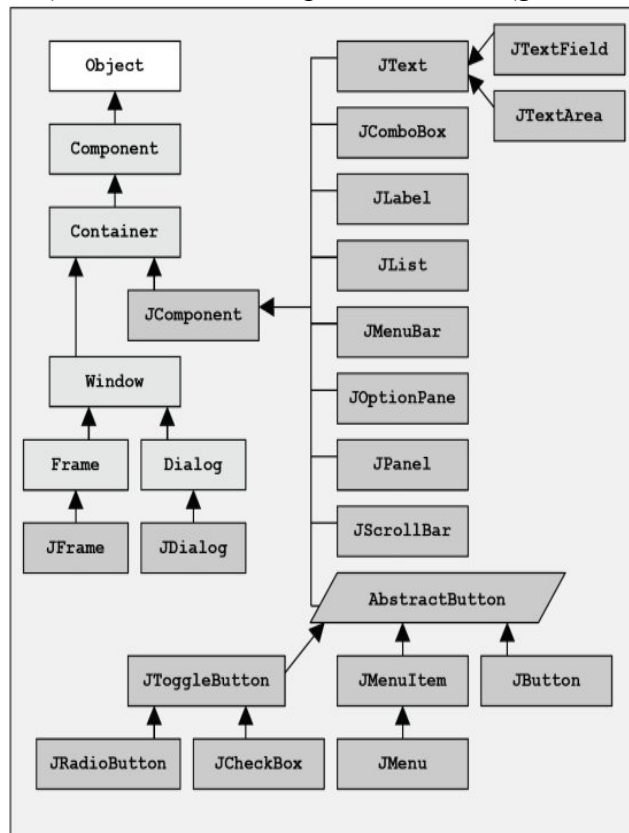 Object
Component
Container
JComponent
Window
Frame
Dialog
JFrame
JDialog
JText
JTextField
JTextArea
JComboBox
JLabel
JList
JMenuBar
JOptionPane
JPanel
JScrollBar
AbstractButton
JToggleButton
JMenuItem
JButton
JRadioButton
JCheckBox
JMenu